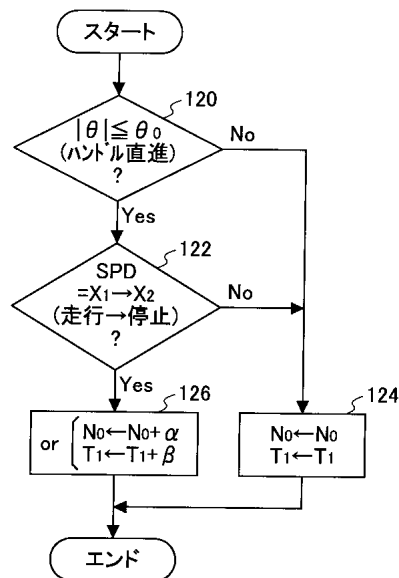 スタート
120
|θ|≦θ₀
(ハンドル直進)
?
No
Yes
122
SPD
=X₁→X₂
(走行→停止)
?
No
Yes
126
or { N₀←N₀+α
T₁←T₁+β
124
N₀←N₀
T₁←T₁
エンド